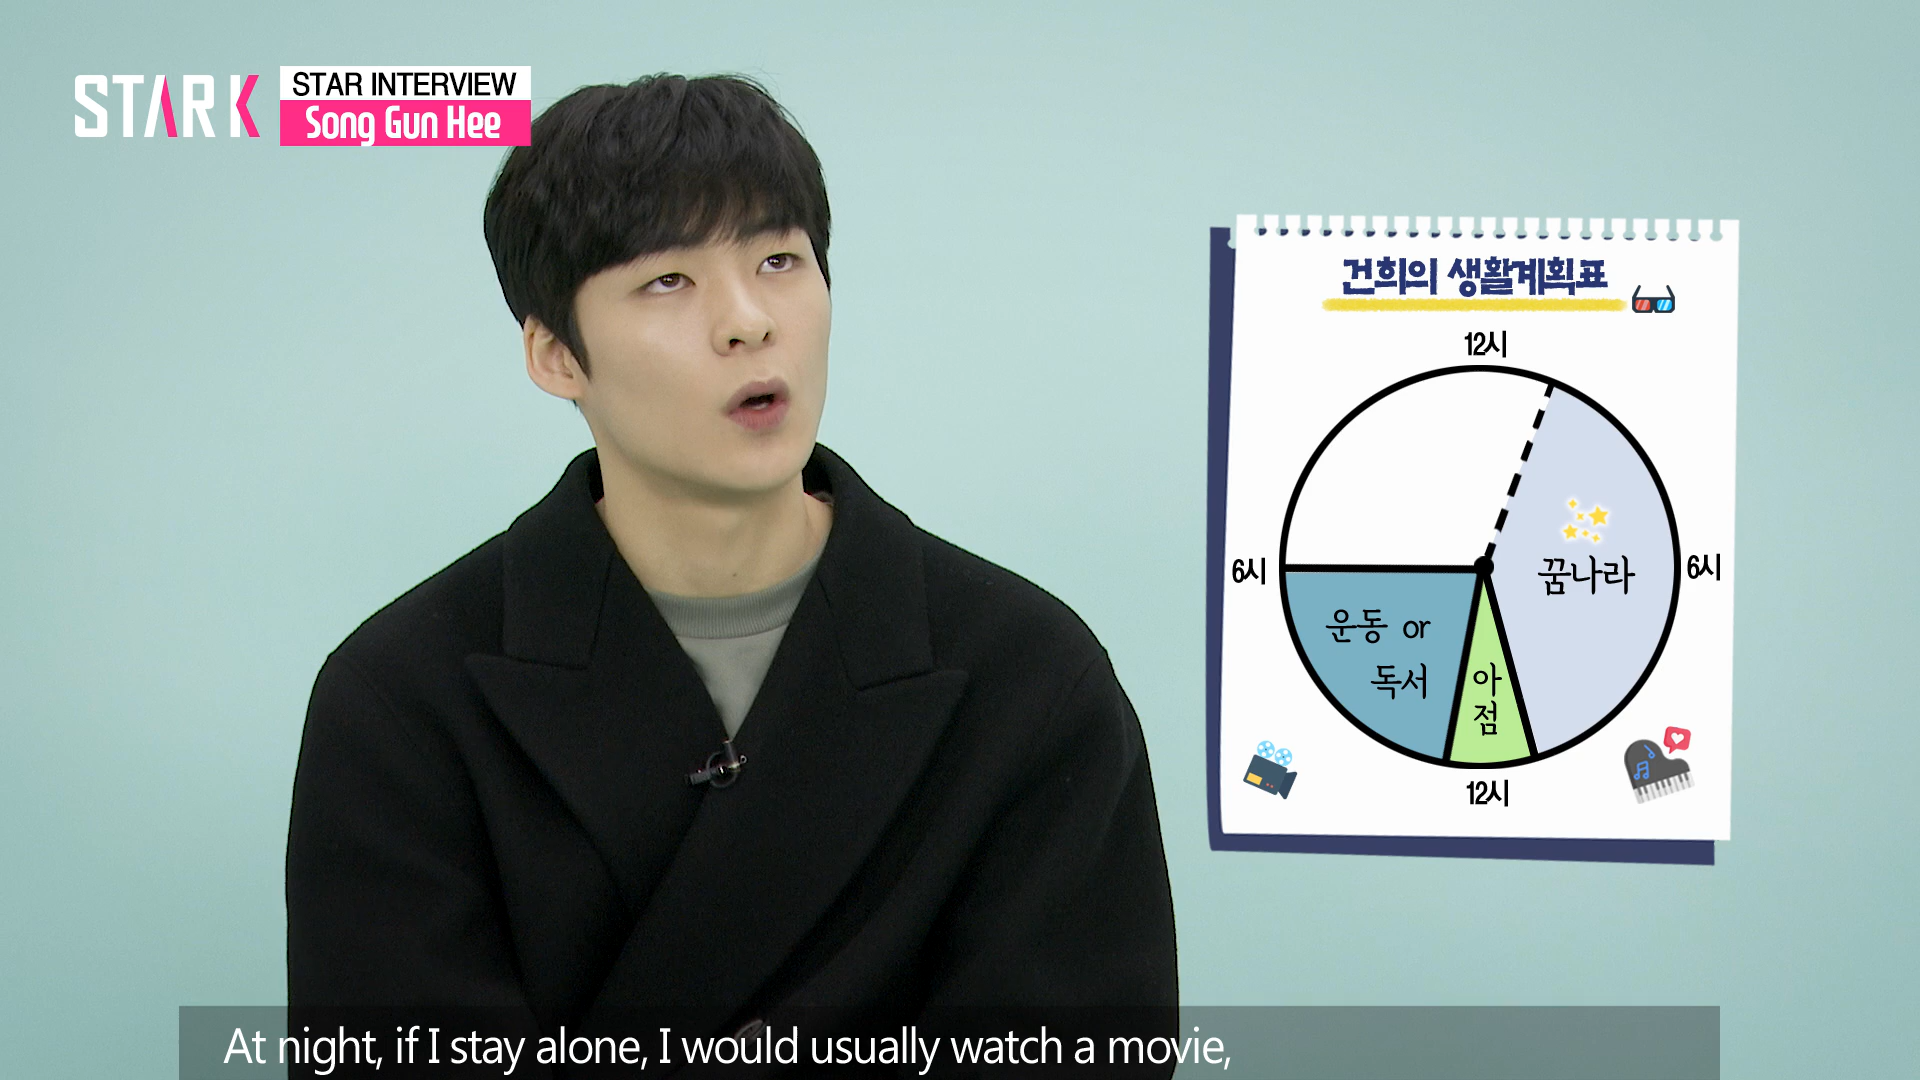 STAR K
STAR INTERVIEW
Song Gun Hee
건희의 생활계획표
12시
6시
6시
꿈나라
운동 or
독서
아
점
12시
At night, if I stay alone, I would usually watch a movie,